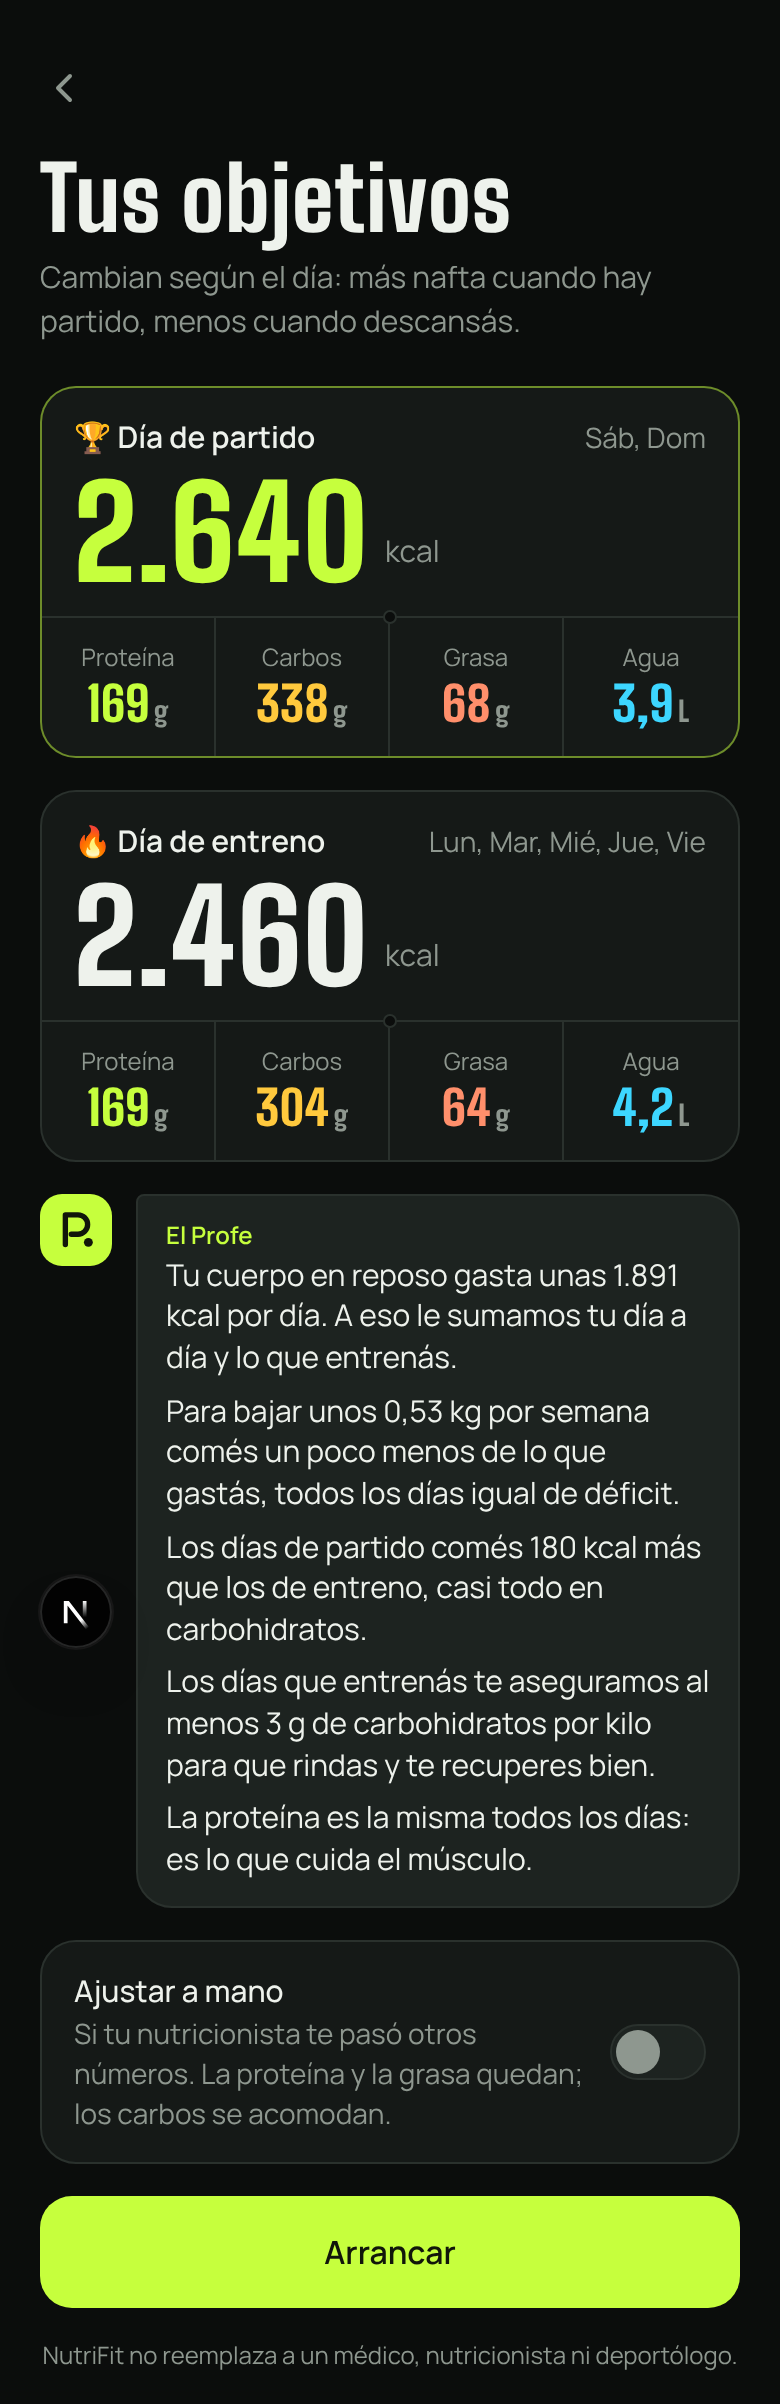 Tus objetivos
Cambian según el día: más nafta cuando hay
partido, menos cuando descansás.
🏆 Día de partido Sáb, Dom
2.640 kcal
Proteína Carbos Grasa Agua
169 g 338 g 68 g 3,9 L
🔥 Día de entreno Lun, Mar, Mié, Jue, Vie
2.460 kcal
Proteína Carbos Grasa Agua
169 g 304 g 64 g 4,2 L
P.
El Profe
Tu cuerpo en reposo gasta unas 1.891
kcal por día. A eso le sumamos tu día a
día y lo que entrenás.
Para bajar unos 0,53 kg por semana
comés un poco menos de lo que
gastás, todos los días igual de déficit.
Los días de partido comés 180 kcal más
que los de entreno, casi todo en
carbohidratos.
N
Los días que entrenás te aseguramos al
menos 3 g de carbohidratos por kilo
para que rindas y te recuperes bien.
La proteína es la misma todos los días:
es lo que cuida el músculo.
Ajustar a mano
Si tu nutricionista te pasó otros
números. La proteína y la grasa quedan;
los carbos se acomodan.
Arrancar
NutriFit no reemplaza a un médico, nutricionista ni deportólogo.